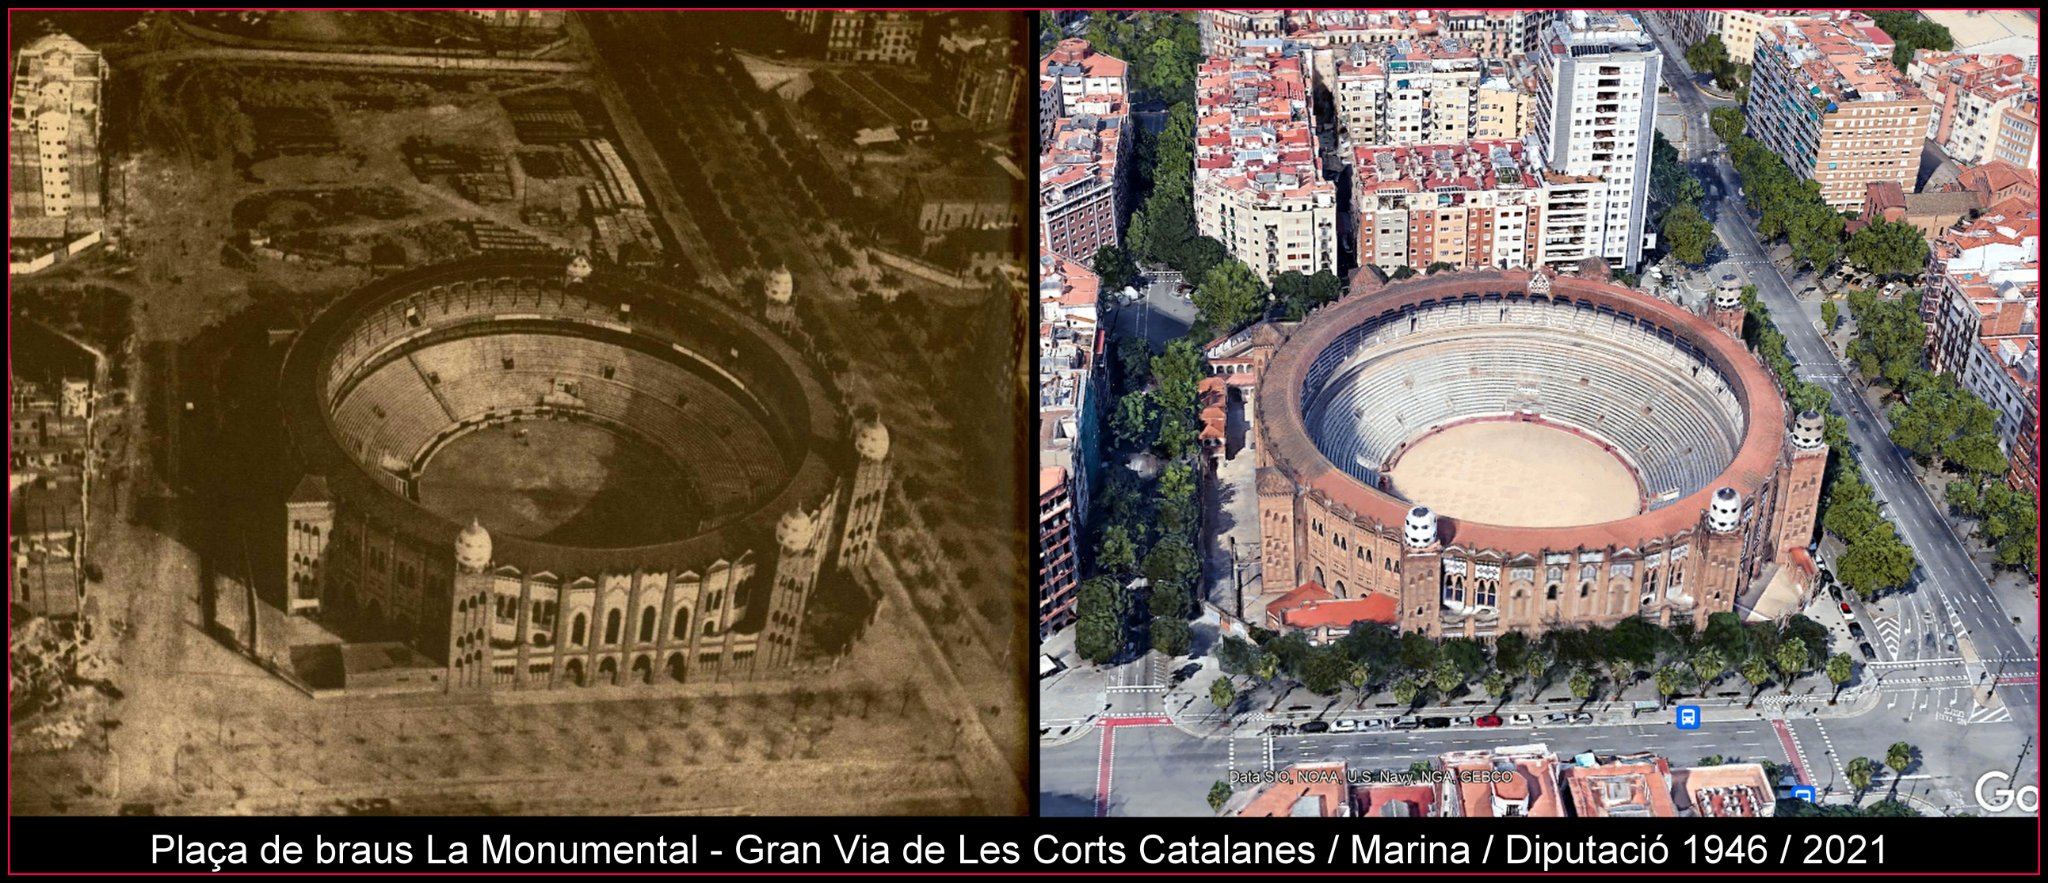 Data SIO, NOAA, U.S. Navy, NGA, GEBCO
Go
Plaça de braus La Monumental - Gran Via de Les Corts Catalanes / Marina / Diputació 1946 / 2021